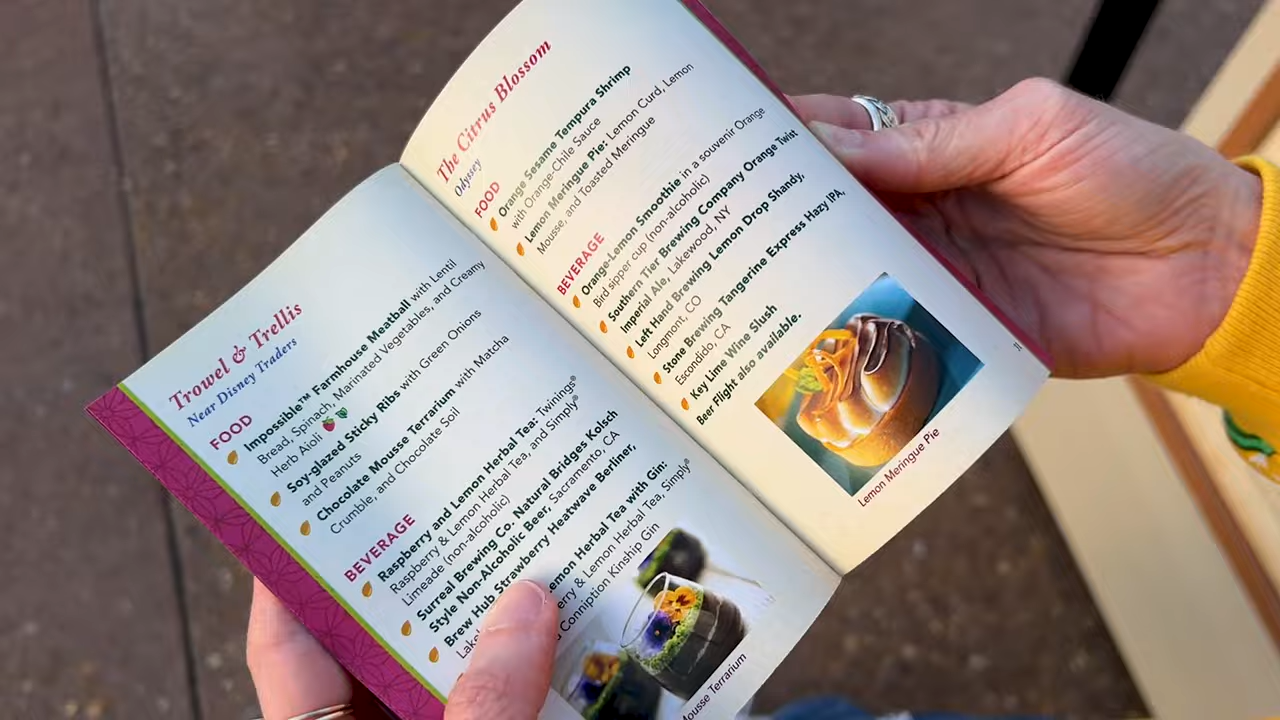 Trowel & Trellis
Near Disney Traders
FOOD
Impossible™ Farmhouse Meatball with Lentil
Bread, Spinach, Marinated Vegetables, and Creamy
Herb Aioli
Soy-glazed Sticky Ribs with Green Onions
and Peanuts
Chocolate Mousse Terrarium with Matcha
Crumble, and Chocolate Soil
BEVERAGE
Raspberry and Lemon Herbal Tea: Twinings®
Raspberry & Lemon Herbal Tea, and Simply®
Limeade (non-alcoholic)
Surreal Brewing Co. Natural Bridges Kolsch
Style Non-Alcoholic Beer, Sacramento, CA
Brew Hub Strawberry Heatwave Berliner,
Herbal Tea with Gin:
& Lemon Herbal Tea, Simply®
Conniption Kinship Gin
Mousse Terrarium
The Citrus Blossom
Odyssey
FOOD
Orange Sesame Tempura Shrimp
with Orange-Chile Sauce
Lemon Meringue Pie: Lemon Curd, Lemon
Mousse, and Toasted Meringue
BEVERAGE
Orange-Lemon Smoothie in a souvenir Orange
Bird sipper cup (non-alcoholic)
Southern Tier Brewing Company Orange Twist
Imperial Ale, Lakewood, NY
Left Hand Brewing Lemon Drop Shandy,
Longmont, CO
Stone Brewing Tangerine Express Hazy IPA,
Escondido, CA
Key Lime Wine Slush
Beer Flight also available.
Lemon Meringue Pie
11